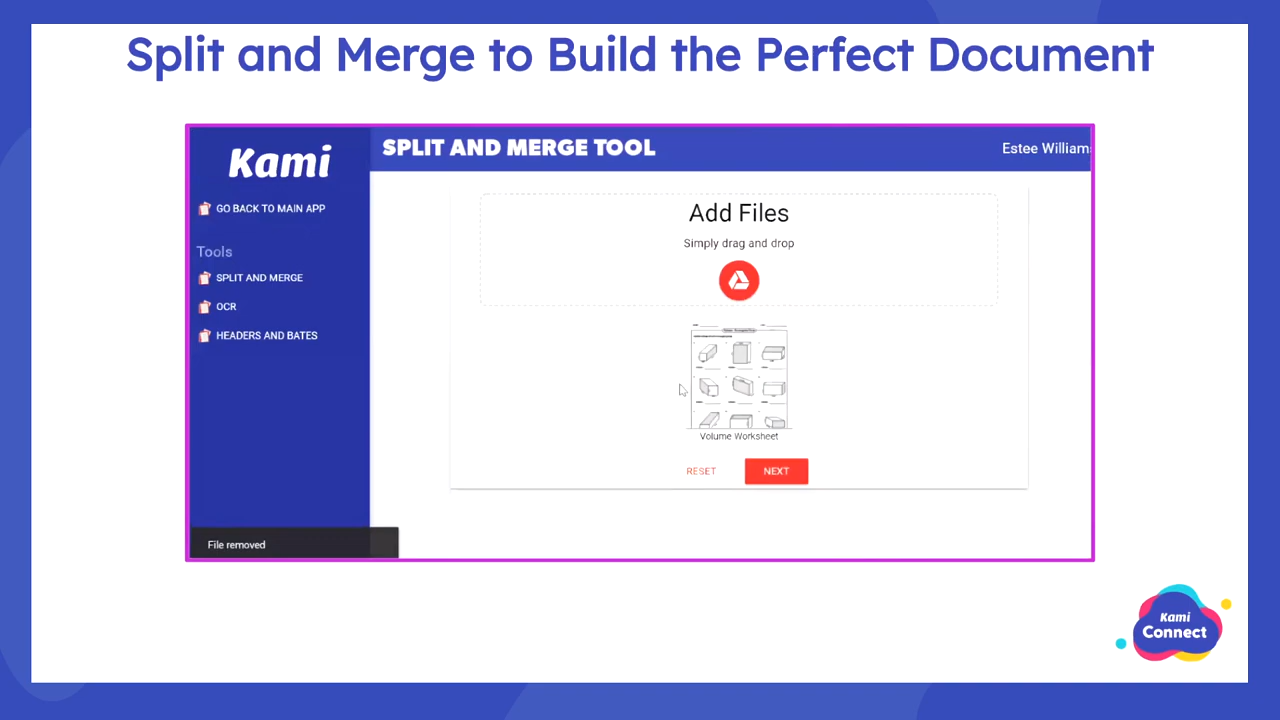 Split and Merge to Build the Perfect Document
Kami
SPLIT AND MERGE TOOL
Estee William
GO BACK TO MAIN APP
Tools
SPLIT AND MERGE
OCR
HEADERS AND BATES
Add Files
Simply drag and drop
Volume Worksheet
RESET
NEXT
File removed
Kami
Connect